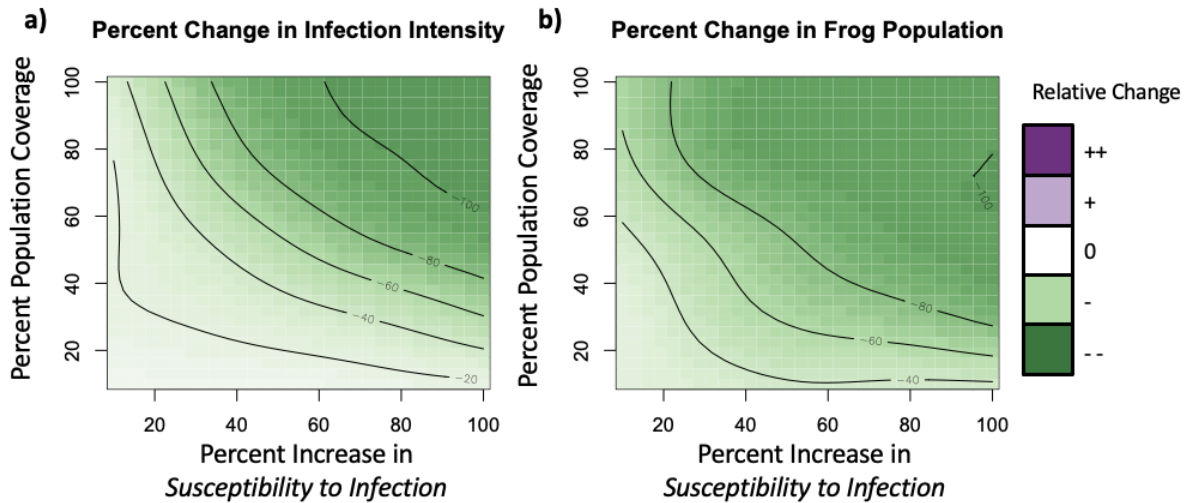 a)
Percent Change in Infection Intensity
Percent Population Coverage
100
80
60
40
20
-100
-80
-60
-40
-20
20 40 60 80 100
Percent Increase in
Susceptibility to Infection
b)
Percent Change in Frog Population
Percent Population Coverage
100
80
60
40
20
-100
-80
-60
-40
20 40 60 80 100
Percent Increase in
Susceptibility to Infection
Relative Change
++
+
0
-
--